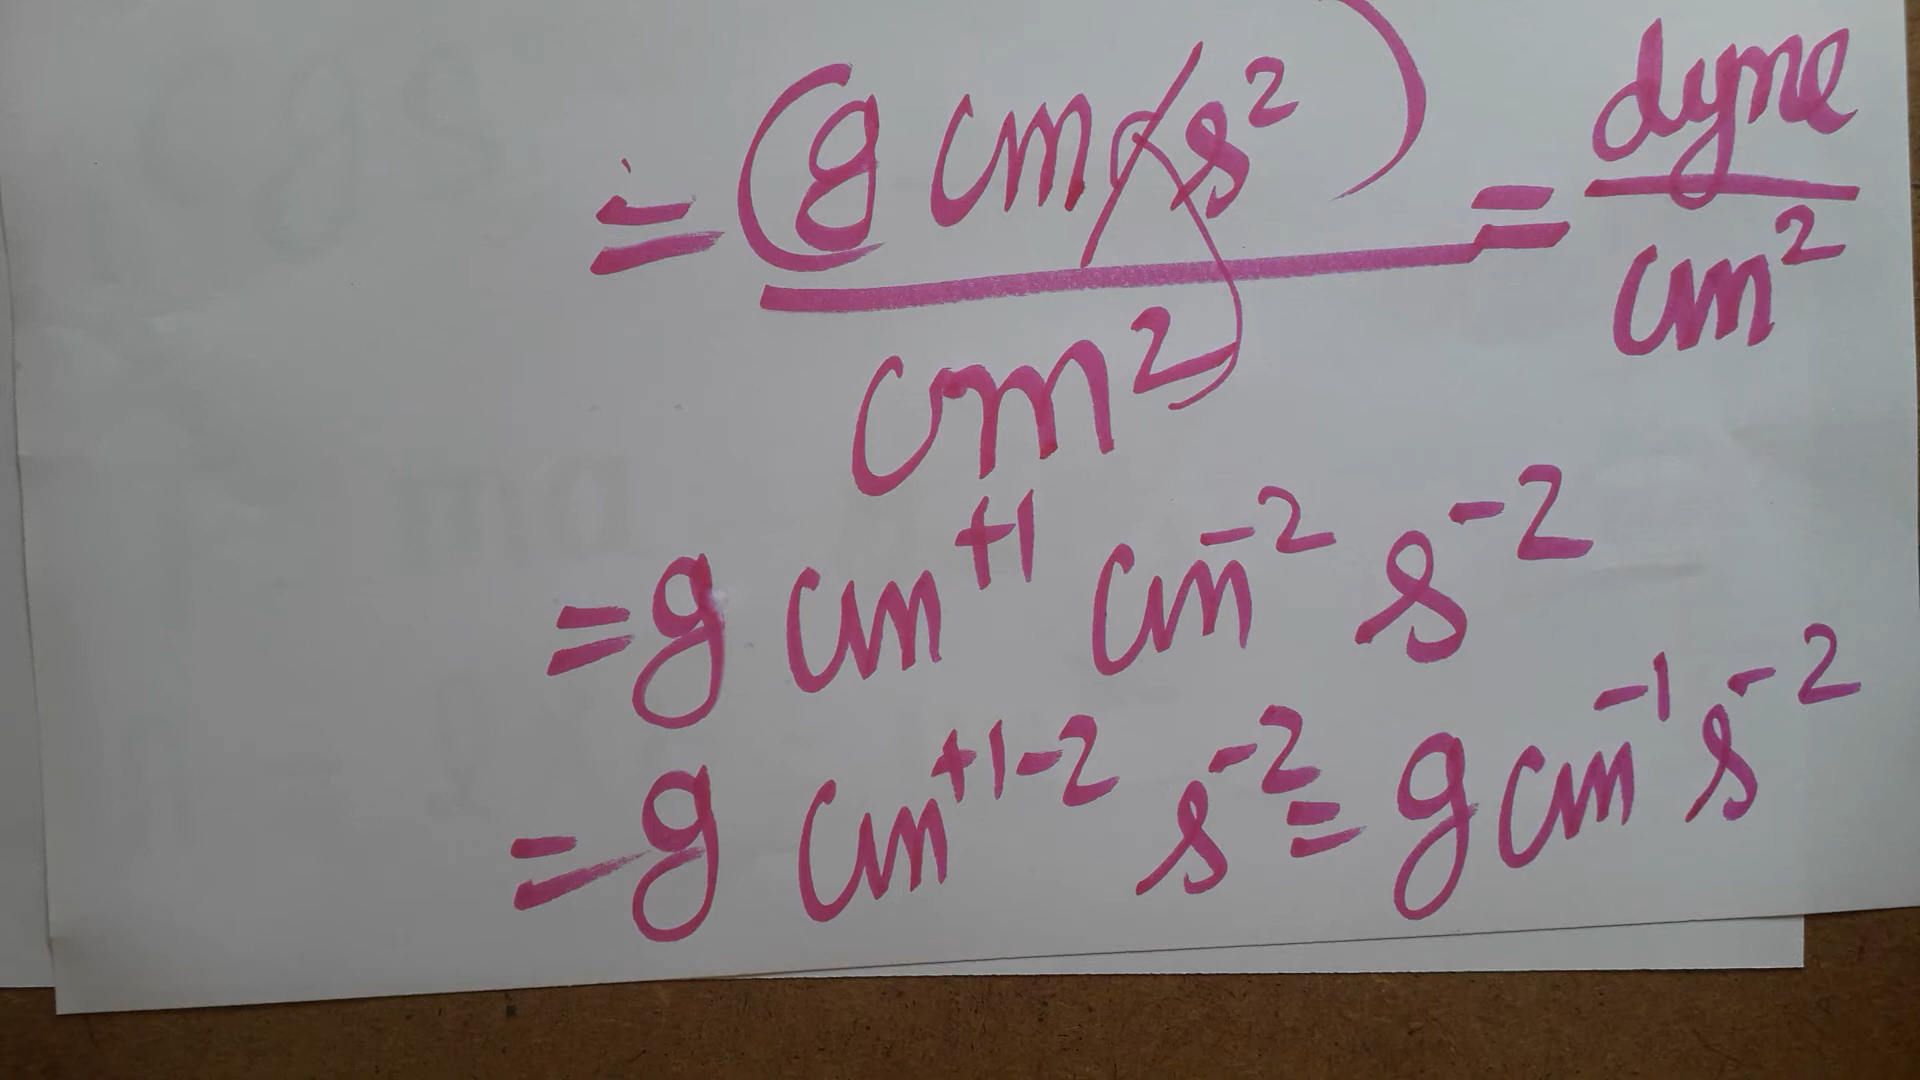 = (g cm/s²) = dyne
cm² cm²
= g cm⁺¹ cm⁻² s⁻²
= g cm⁺¹⁻² s⁻² = g cm⁻¹ s⁻²